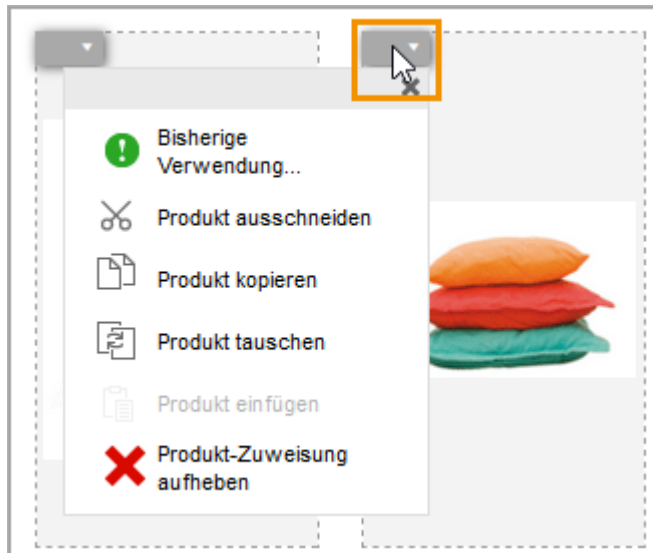 Bisherige
Verwendung...
Produkt ausschneiden
Produkt kopieren
Produkt tauschen
Produkt einfügen
Produkt-Zuweisung
aufheben